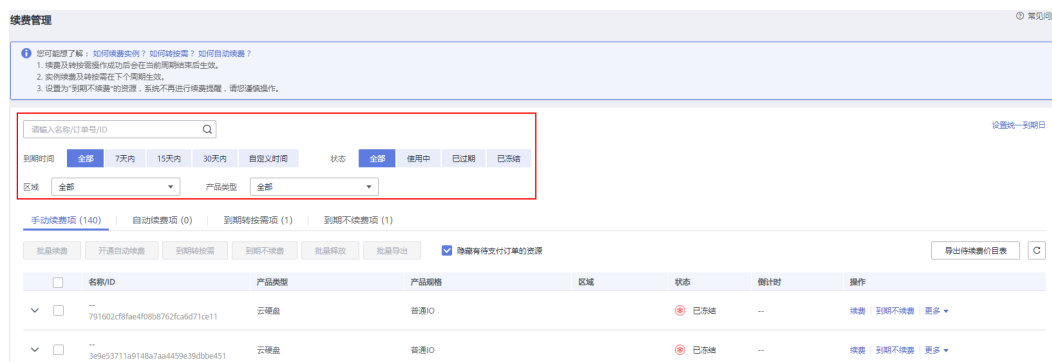 续费管理
常见问
您可能想了解： 如何续费实例？ 如何转按需？ 如何自动续费？
1. 续费及转按需操作成功后会在当前周期结束后生效。
2. 实例续费及转按需在下个周期生效。
3. 设置为“到期不续费”的资源，系统不再进行续费提醒，请您谨慎操作。
请输入名称/订单号/ID
设置统一到期日
到期时间 全部 7天内 15天内 30天内 自定义时间 状态 全部 使用中 已过期 已冻结
区域 全部 产品类型 全部
手动续费项 (140) 自动续费项 (0) 到期转按需项 (1) 到期不续费项 (1)
批量续费 开通自动续费 到期转按需 到期不续费 批量释放 批量导出 隐藏有待支付订单的资源 导出待续费价目表
名称/ID 产品类型 产品规格 区域 状态 倒计时 操作
--
791602cf8fae4f08b8762fca6d71ce11 云硬盘 普通IO 已冻结 -- 续费 到期不续费 更多
--
3e9e53711a9148a7aa4459e39dbbe451 云硬盘 普通IO 已冻结 -- 续费 到期不续费 更多